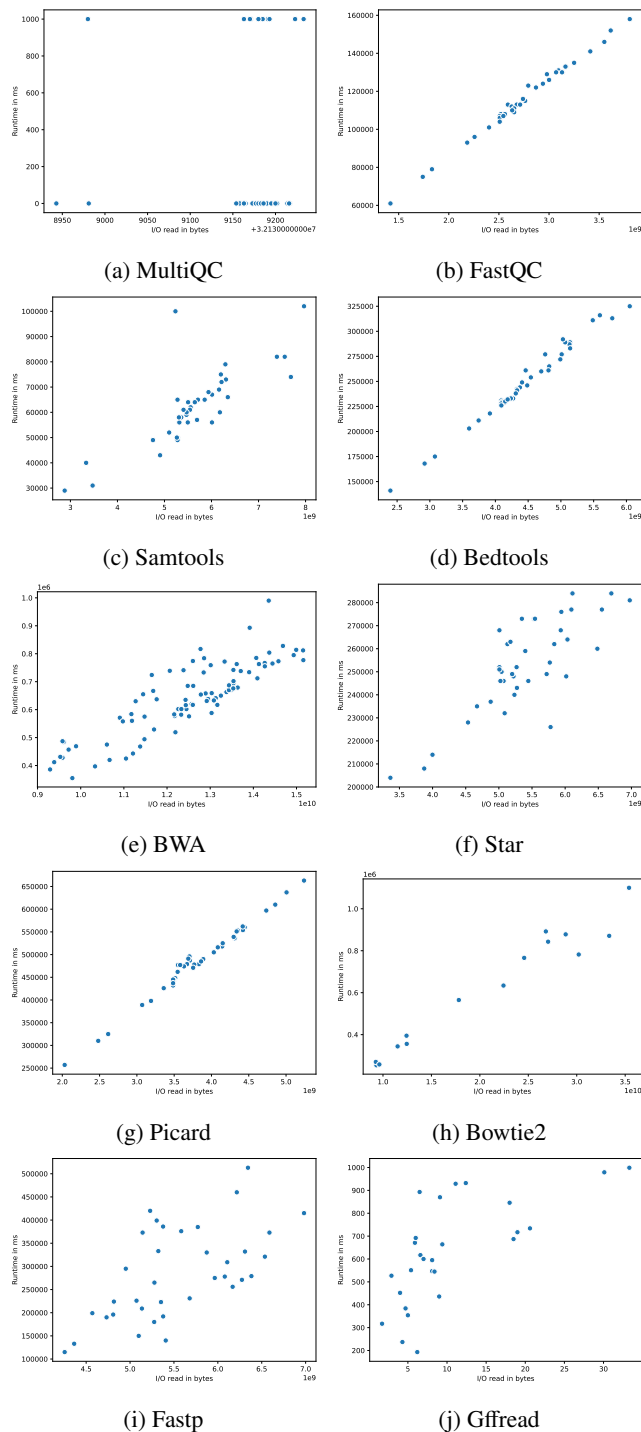 1000
800
600
400
200
0
Runtime in ms
8950 9000 9050 9100 9150 9200
I/O read in bytes
+3.2130000000e7
(a) MultiQC
160000
140000
120000
100000
80000
60000
Runtime in ms
1.5 2.0 2.5 3.0 3.5
I/O read in bytes
1e9
(b) FastQC
100000
90000
80000
70000
60000
50000
40000
30000
Runtime in ms
3 4 5 6 7 8
I/O read in bytes
1e9
(c) Samtools
325000
300000
275000
250000
225000
200000
175000
150000
Runtime in ms
2.5 3.0 3.5 4.0 4.5 5.0 5.5 6.0
I/O read in bytes
1e9
(d) Bedtools
1e6
1.0
0.9
0.8
0.7
0.6
0.5
0.4
Runtime in ms
0.9 1.0 1.1 1.2 1.3 1.4 1.5
I/O read in bytes
1e10
(e) BWA
280000
270000
260000
250000
240000
230000
220000
210000
200000
Runtime in ms
3.5 4.0 4.5 5.0 5.5 6.0 6.5 7.0
I/O read in bytes
1e9
(f) Star
650000
600000
550000
500000
450000
400000
350000
300000
250000
Runtime in ms
2.0 2.5 3.0 3.5 4.0 4.5 5.0
I/O read in bytes
1e9
(g) Picard
1e6
1.0
0.8
0.6
0.4
Runtime in ms
1.0 1.5 2.0 2.5 3.0 3.5
I/O read in bytes
1e10
(h) Bowtie2
500000
450000
400000
350000
300000
250000
200000
150000
100000
Runtime in ms
4.5 5.0 5.5 6.0 6.5 7.0
I/O read in bytes
1e9
(i) Fastp
1000
900
800
700
600
500
400
300
200
Runtime in ms
5 10 15 20 25 30
I/O read in bytes
(j) Gffread